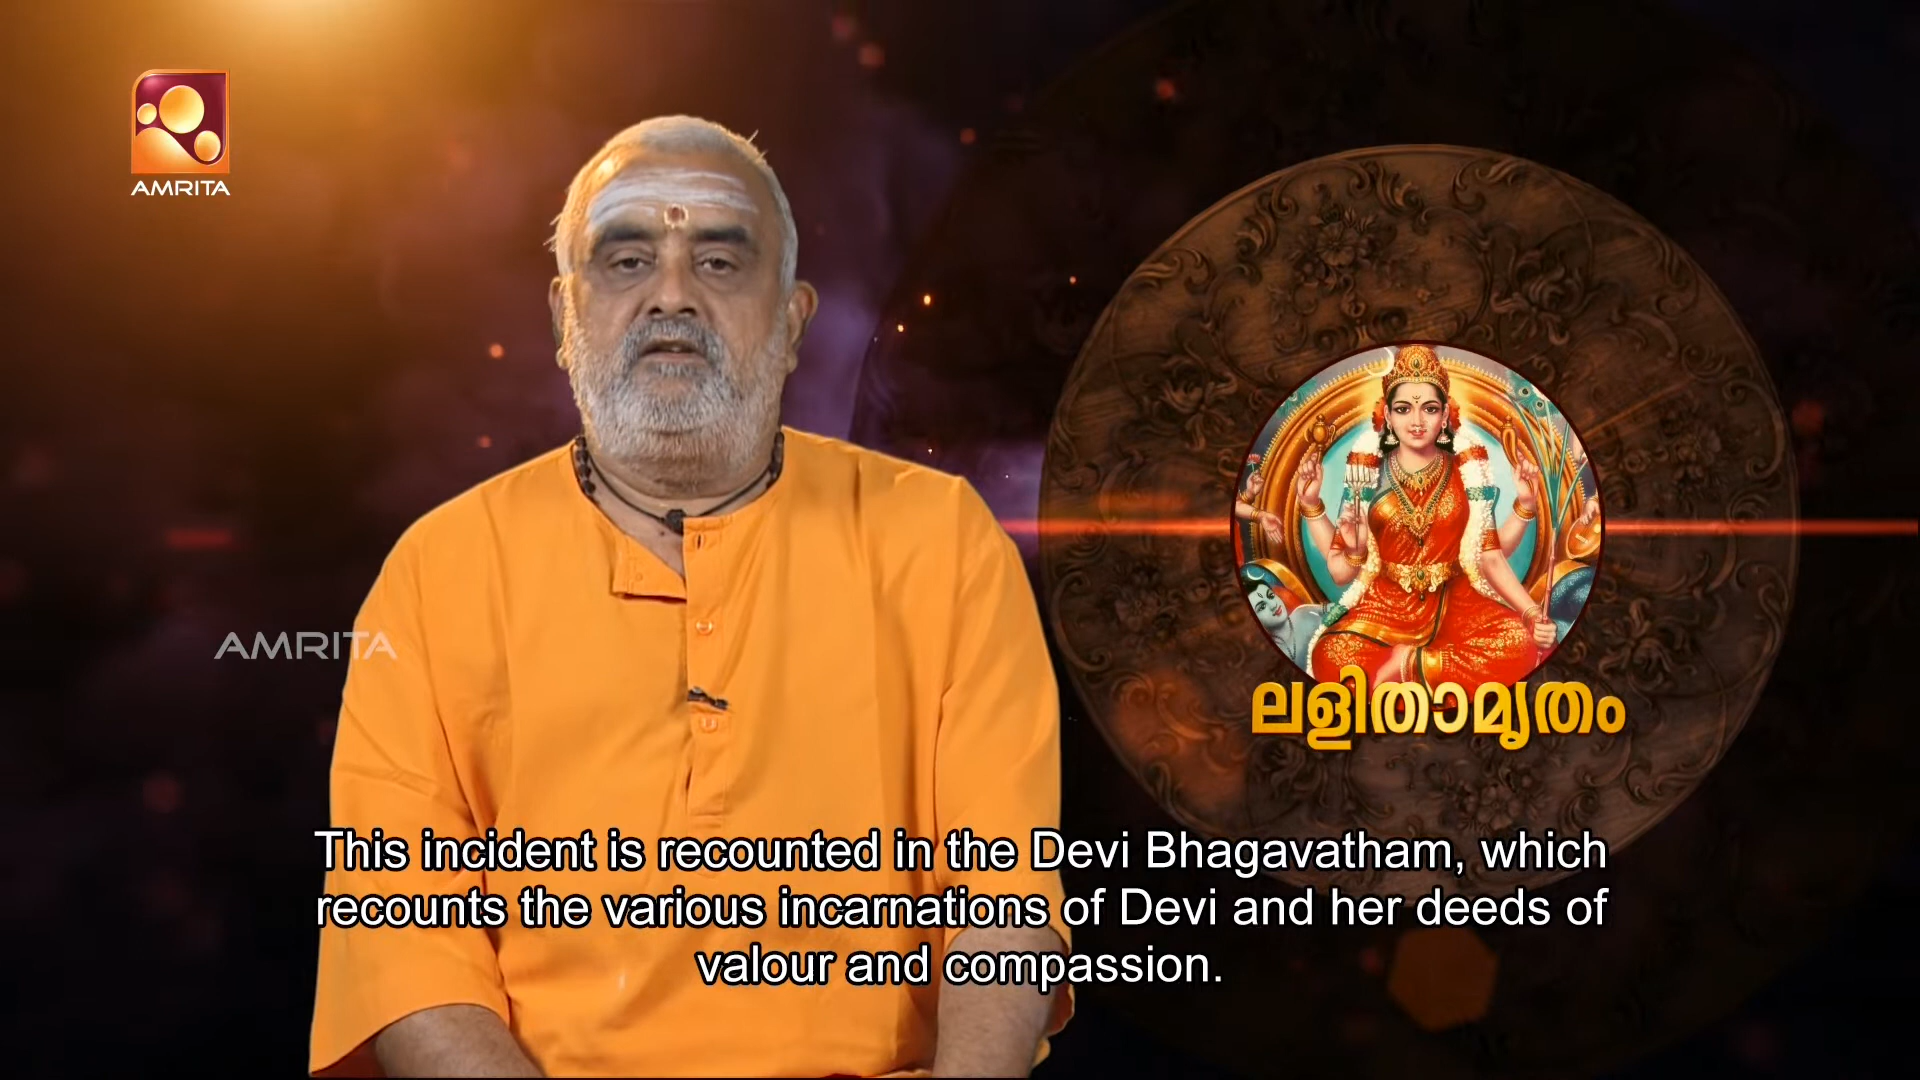 AMRITA
AMRITA
ലളിതാമൃതം
This incident is recounted in the Devi Bhagavatham, which
recounts the various incarnations of Devi and her deeds of
valour and compassion.